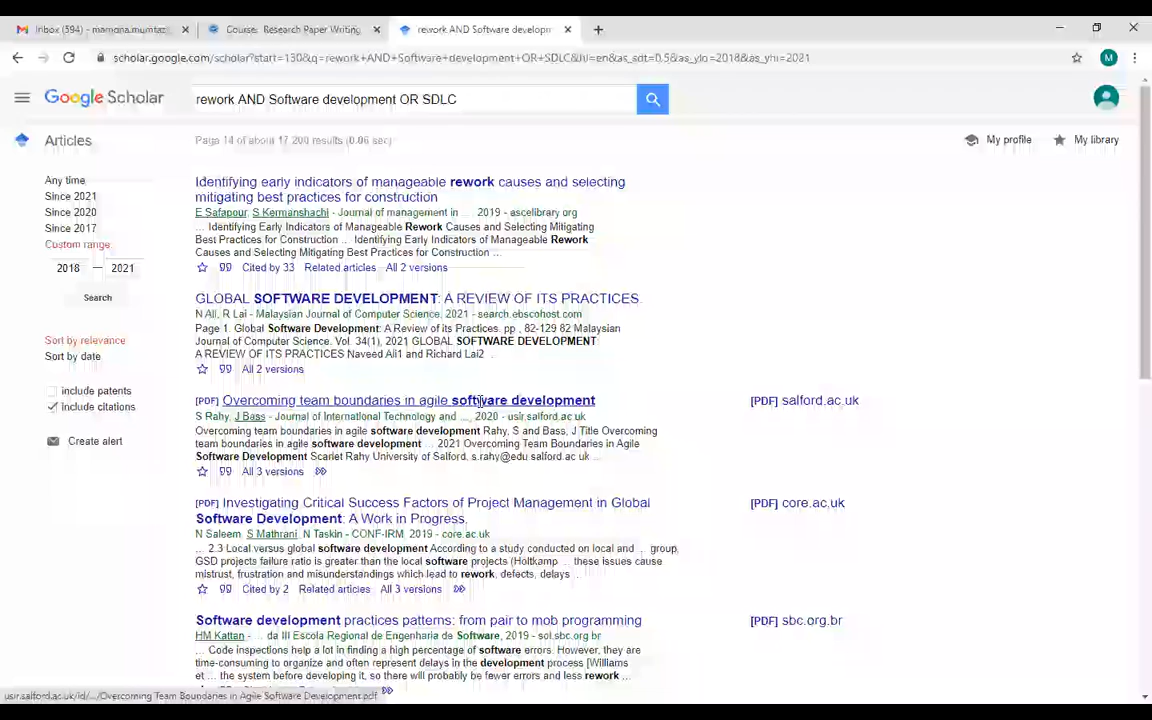 Inbox (594) - mamona.mumtaz
Course: Research Paper Writing
rework AND Software developm
scholar.google.com/scholar?start=130&q=rework+AND+Software+development+OR+SDLC&hl=en&as_sdt=0,5&as_ylo=2018&as_yhi=2021
M
Google Scholar
rework AND Software development OR SDLC
Articles
Page 14 of about 17,200 results (0.06 sec)
My profile
My library
Any time
Since 2021
Since 2020
Since 2017
Custom range...
2018 — 2021
Search
Sort by relevance
Sort by date
include patents
include citations
Create alert
Identifying early indicators of manageable rework causes and selecting
mitigating best practices for construction
E Safapour, S Kermanshachi - Journal of management in ..., 2019 - ascelibrary.org
... Identifying Early Indicators of Manageable Rework Causes and Selecting Mitigating
Best Practices for Construction ... Identifying Early Indicators of Manageable Rework
Causes and Selecting Mitigating Best Practices for Construction ...
Cited by 33 Related articles All 2 versions
GLOBAL SOFTWARE DEVELOPMENT: A REVIEW OF ITS PRACTICES.
N Ali, R Lai - Malaysian Journal of Computer Science, 2021 - search.ebscohost.com
Page 1. Global Software Development: A Review of its Practices. pp., 82-129 82 Malaysian
Journal of Computer Science. Vol. 34(1), 2021 GLOBAL SOFTWARE DEVELOPMENT:
A REVIEW OF ITS PRACTICES Naveed Ali1 and Richard Lai2 ...
All 2 versions
[PDF] Overcoming team boundaries in agile software development
[PDF] salford.ac.uk
S Rahy, J Bass - Journal of International Technology and ..., 2020 - usir.salford.ac.uk
Overcoming team boundaries in agile software development Rahy, S and Bass, J Title Overcoming
team boundaries in agile software development ... 2021 Overcoming Team Boundaries in Agile
Software Development Scarlet Rahy University of Salford, s.rahy@edu.salford.ac.uk ...
All 3 versions
[PDF] Investigating Critical Success Factors of Project Management in Global
Software Development: A Work in Progress.
[PDF] core.ac.uk
N Saleem, S Mathrani, N Taskin - CONF-IRM, 2019 - core.ac.uk
... 2.3 Local versus global software development According to a study conducted on local and ... group,
GSD projects failure ratio is greater than the local software projects (Holtkamp ... these issues cause
mistrust, frustration and misunderstandings which lead to rework, defects, delays ...
Cited by 2 Related articles All 3 versions
Software development practices patterns: from pair to mob programming
[PDF] sbc.org.br
HM Kattan - ... da III Escola Regional de Engenharia de Software, 2019 - sol.sbc.org.br
... Code inspections help a lot in finding a high percentage of software errors. However, they are
time-consuming to organize and often represent delays in the development process [Williams
et ... the system before developing it, so there will probably be fewer errors and less rework ...
usir.salford.ac.uk/id/.../Overcoming Team Boundaries in Agile Software Development.pdf